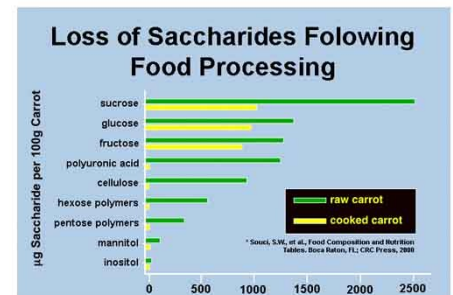 Loss of Saccharides Folowing
Food Processing
µg Saccharide per 100g Carrot
sucrose
glucose
fructose
polyuronic acid
cellulose
hexose polymers
pentose polymers
mannitol
inositol
raw carrot
cooked carrot
* Souci, S.W., et al., Food Composition and Nutrition
Tables. Boca Raton, FL; CRC Press, 2000
0 500 1000 1500 2000 2500